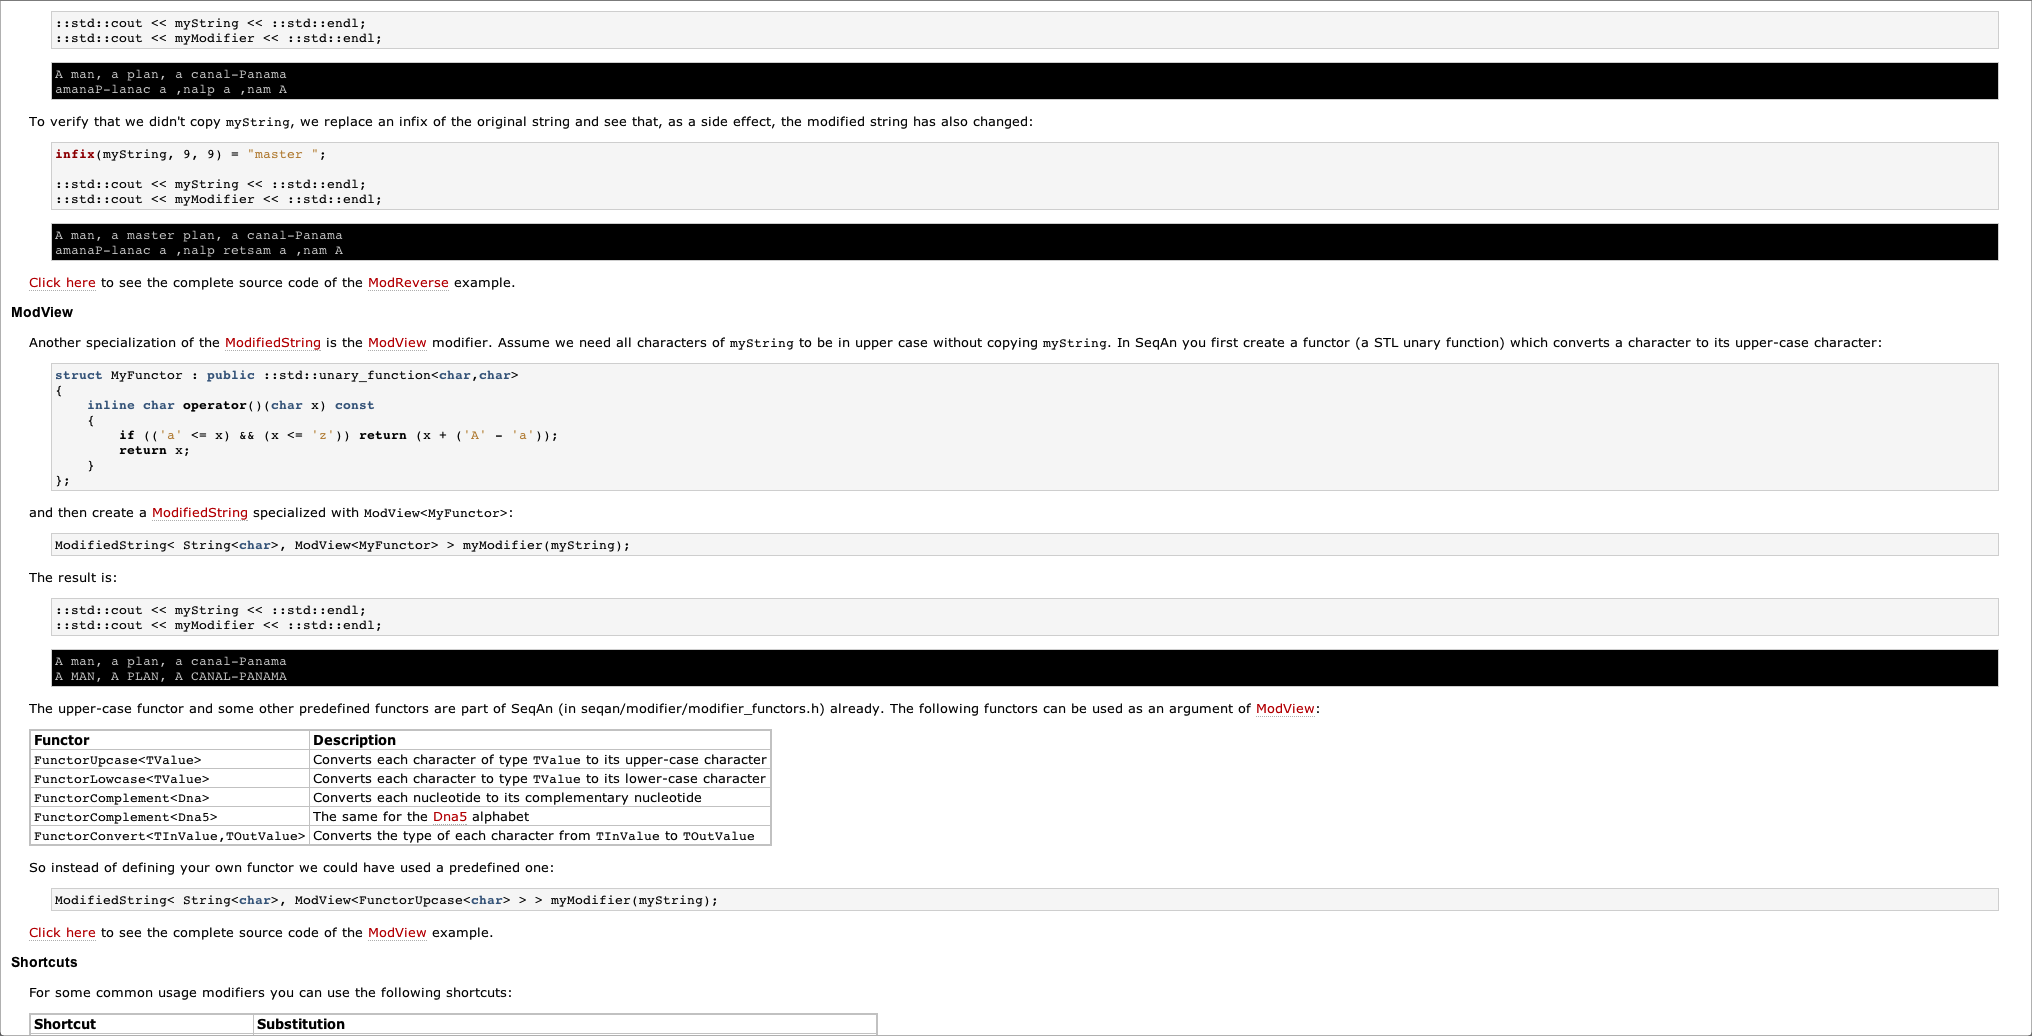 ::std::cout << myString << ::std::endl;
::std::cout << myModifier << ::std::endl;
A man, a plan, a canal-Panama
amanaP-lanac a ,nalp a ,nam A
To verify that we didn't copy myString, we replace an infix of the original string and see that, as a side effect, the modified string has also changed:
infix(myString, 9, 9) = "master ";
::std::cout << myString << ::std::endl;
::std::cout << myModifier << ::std::endl;
A man, a master plan, a canal-Panama
amanaP-lanac a ,nalp retsam a ,nam A
Click here to see the complete source code of the ModReverse example.
ModView
Another specialization of the ModifiedString is the ModView modifier. Assume we need all characters of myString to be in upper case without copying myString. In SeqAn you first create a functor (a STL unary function) which converts a character to its upper-case character:
struct MyFunctor : public ::std::unary_function<char,char>
{
    inline char operator()(char x) const
    {
        if (('a' <= x) && (x <= 'z')) return (x + ('A' - 'a'));
        return x;
    }
};
and then create a ModifiedString specialized with ModView<MyFunctor>:
ModifiedString< String<char>, ModView<MyFunctor> > myModifier(myString);
The result is:
::std::cout << myString << ::std::endl;
::std::cout << myModifier << ::std::endl;
A man, a plan, a canal-Panama
A MAN, A PLAN, A CANAL-PANAMA
The upper-case functor and some other predefined functors are part of SeqAn (in seqan/modifier/modifier_functors.h) already. The following functors can be used as an argument of ModView:
Functor Description
FunctorUpcase<TValue> Converts each character of type TValue to its upper-case character
FunctorLowcase<TValue> Converts each character to type TValue to its lower-case character
FunctorComplement<Dna> Converts each nucleotide to its complementary nucleotide
FunctorComplement<Dna5> The same for the Dna5 alphabet
FunctorConvert<TInValue,TOutValue> Converts the type of each character from TInValue to TOutValue
So instead of defining your own functor we could have used a predefined one:
ModifiedString< String<char>, ModView<FunctorUpcase<char> > > myModifier(myString);
Click here to see the complete source code of the ModView example.
Shortcuts
For some common usage modifiers you can use the following shortcuts:
Shortcut Substitution